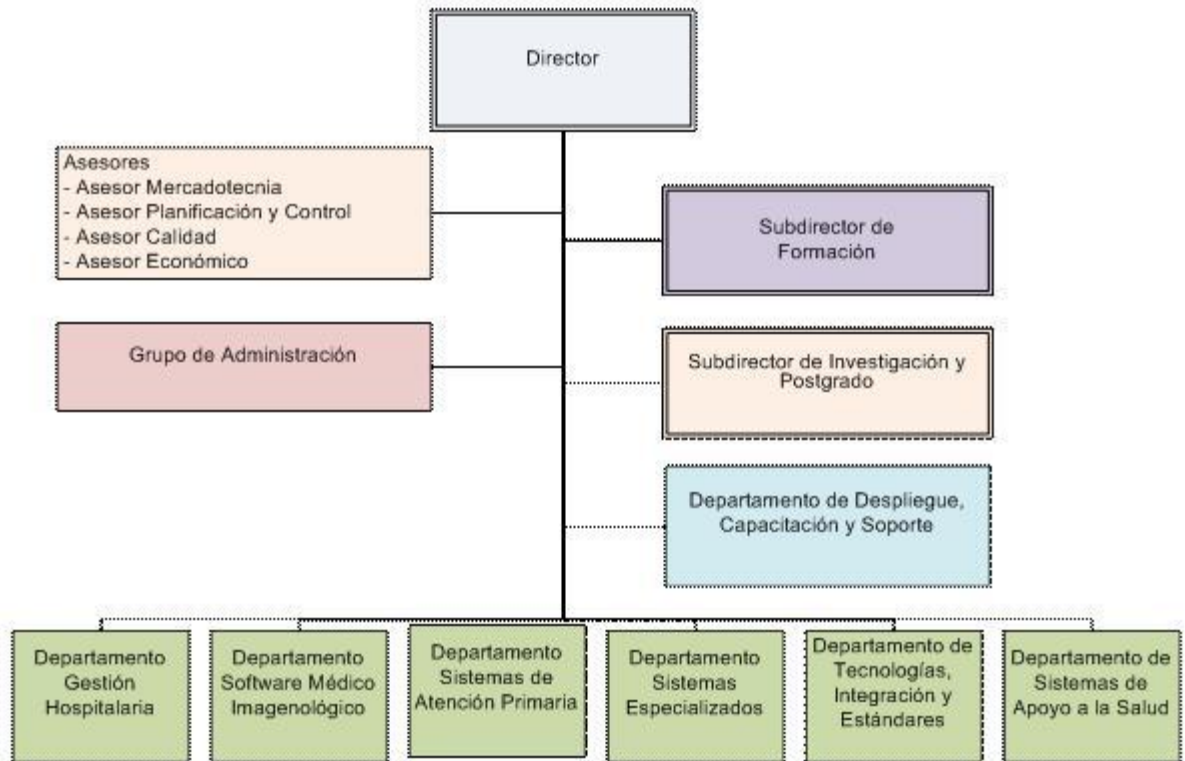 Director
Asesores
- Asesor Mercadotecnia
- Asesor Planificación y Control
- Asesor Calidad
- Asesor Económico
Subdirector de
Formación
Grupo de Administración
Subdirector de Investigación y
Postgrado
Departamento de Despliegue,
Capacitación y Soporte
Departamento
Gestión
Hospitalaria
Departamento
Software Médico
Imagenológico
Departamento
Sistemas de
Atención Primaria
Departamento
Sistemas
Especializados
Departamento de
Tecnologías,
Integración y
Estándares
Departamento de
Sistemas de
Apoyo a la Salud